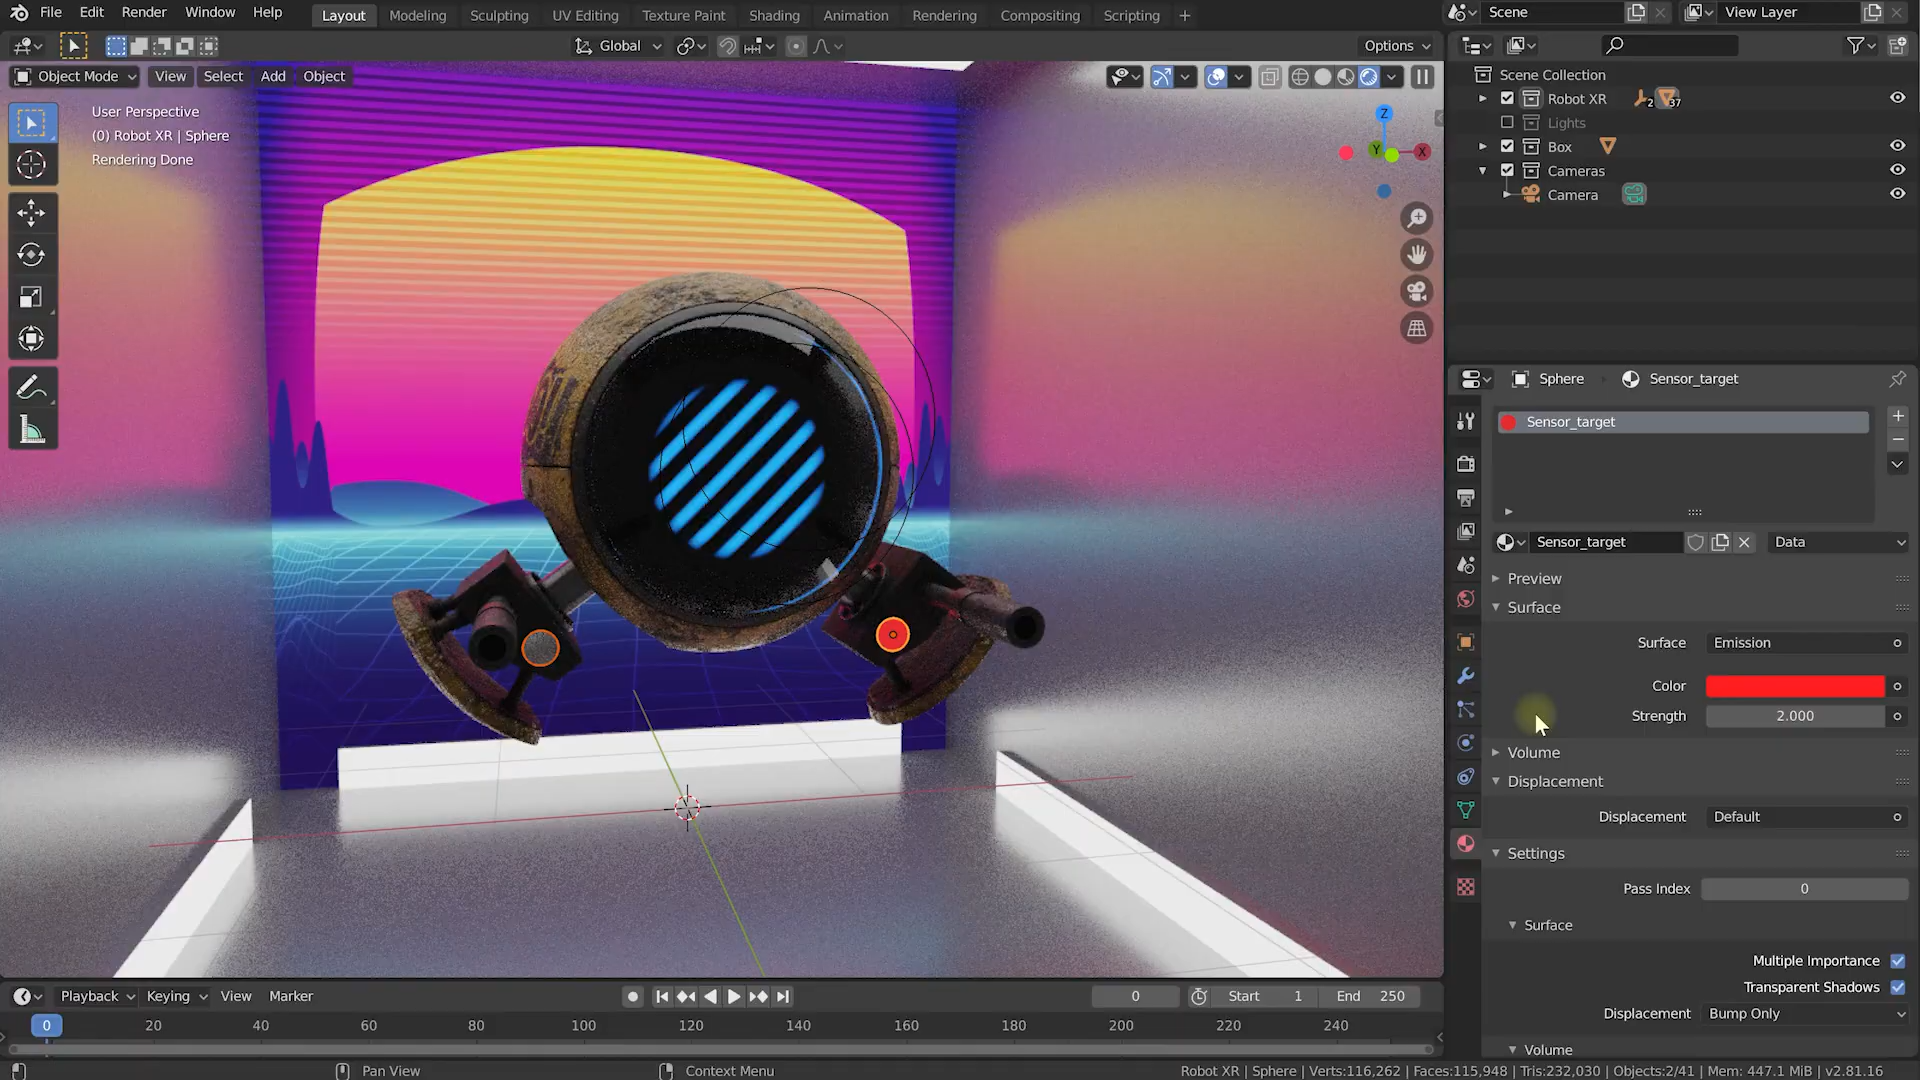 File Edit Render Window Help Layout Modeling Sculpting UV Editing Texture Paint Shading Animation Rendering Compositing Scripting + Scene View Layer
Global Options
Object Mode View Select Add Object
User Perspective
(0) Robot XR | Sphere
Rendering Done
Z
Y
X
Scene Collection
Robot XR 2 37
Lights
Box
Cameras
Camera
Sphere Sensor_target
Sensor_target
Sensor_target Data
Preview
Surface
Surface Emission
Color
Strength 2.000
Volume
Displacement
Displacement Default
Settings
Pass Index 0
Surface
Multiple Importance
Transparent Shadows
Displacement Bump Only
Volume
Playback Keying View Marker 0 Start 1 End 250
0 20 40 60 80 100 120 140 160 180 200 220 240
Pan View Context Menu Robot XR | Sphere | Verts:116,262 | Faces:115,948 | Tris:232,030 | Objects:2/41 | Mem: 447.1 MiB | v2.81.16